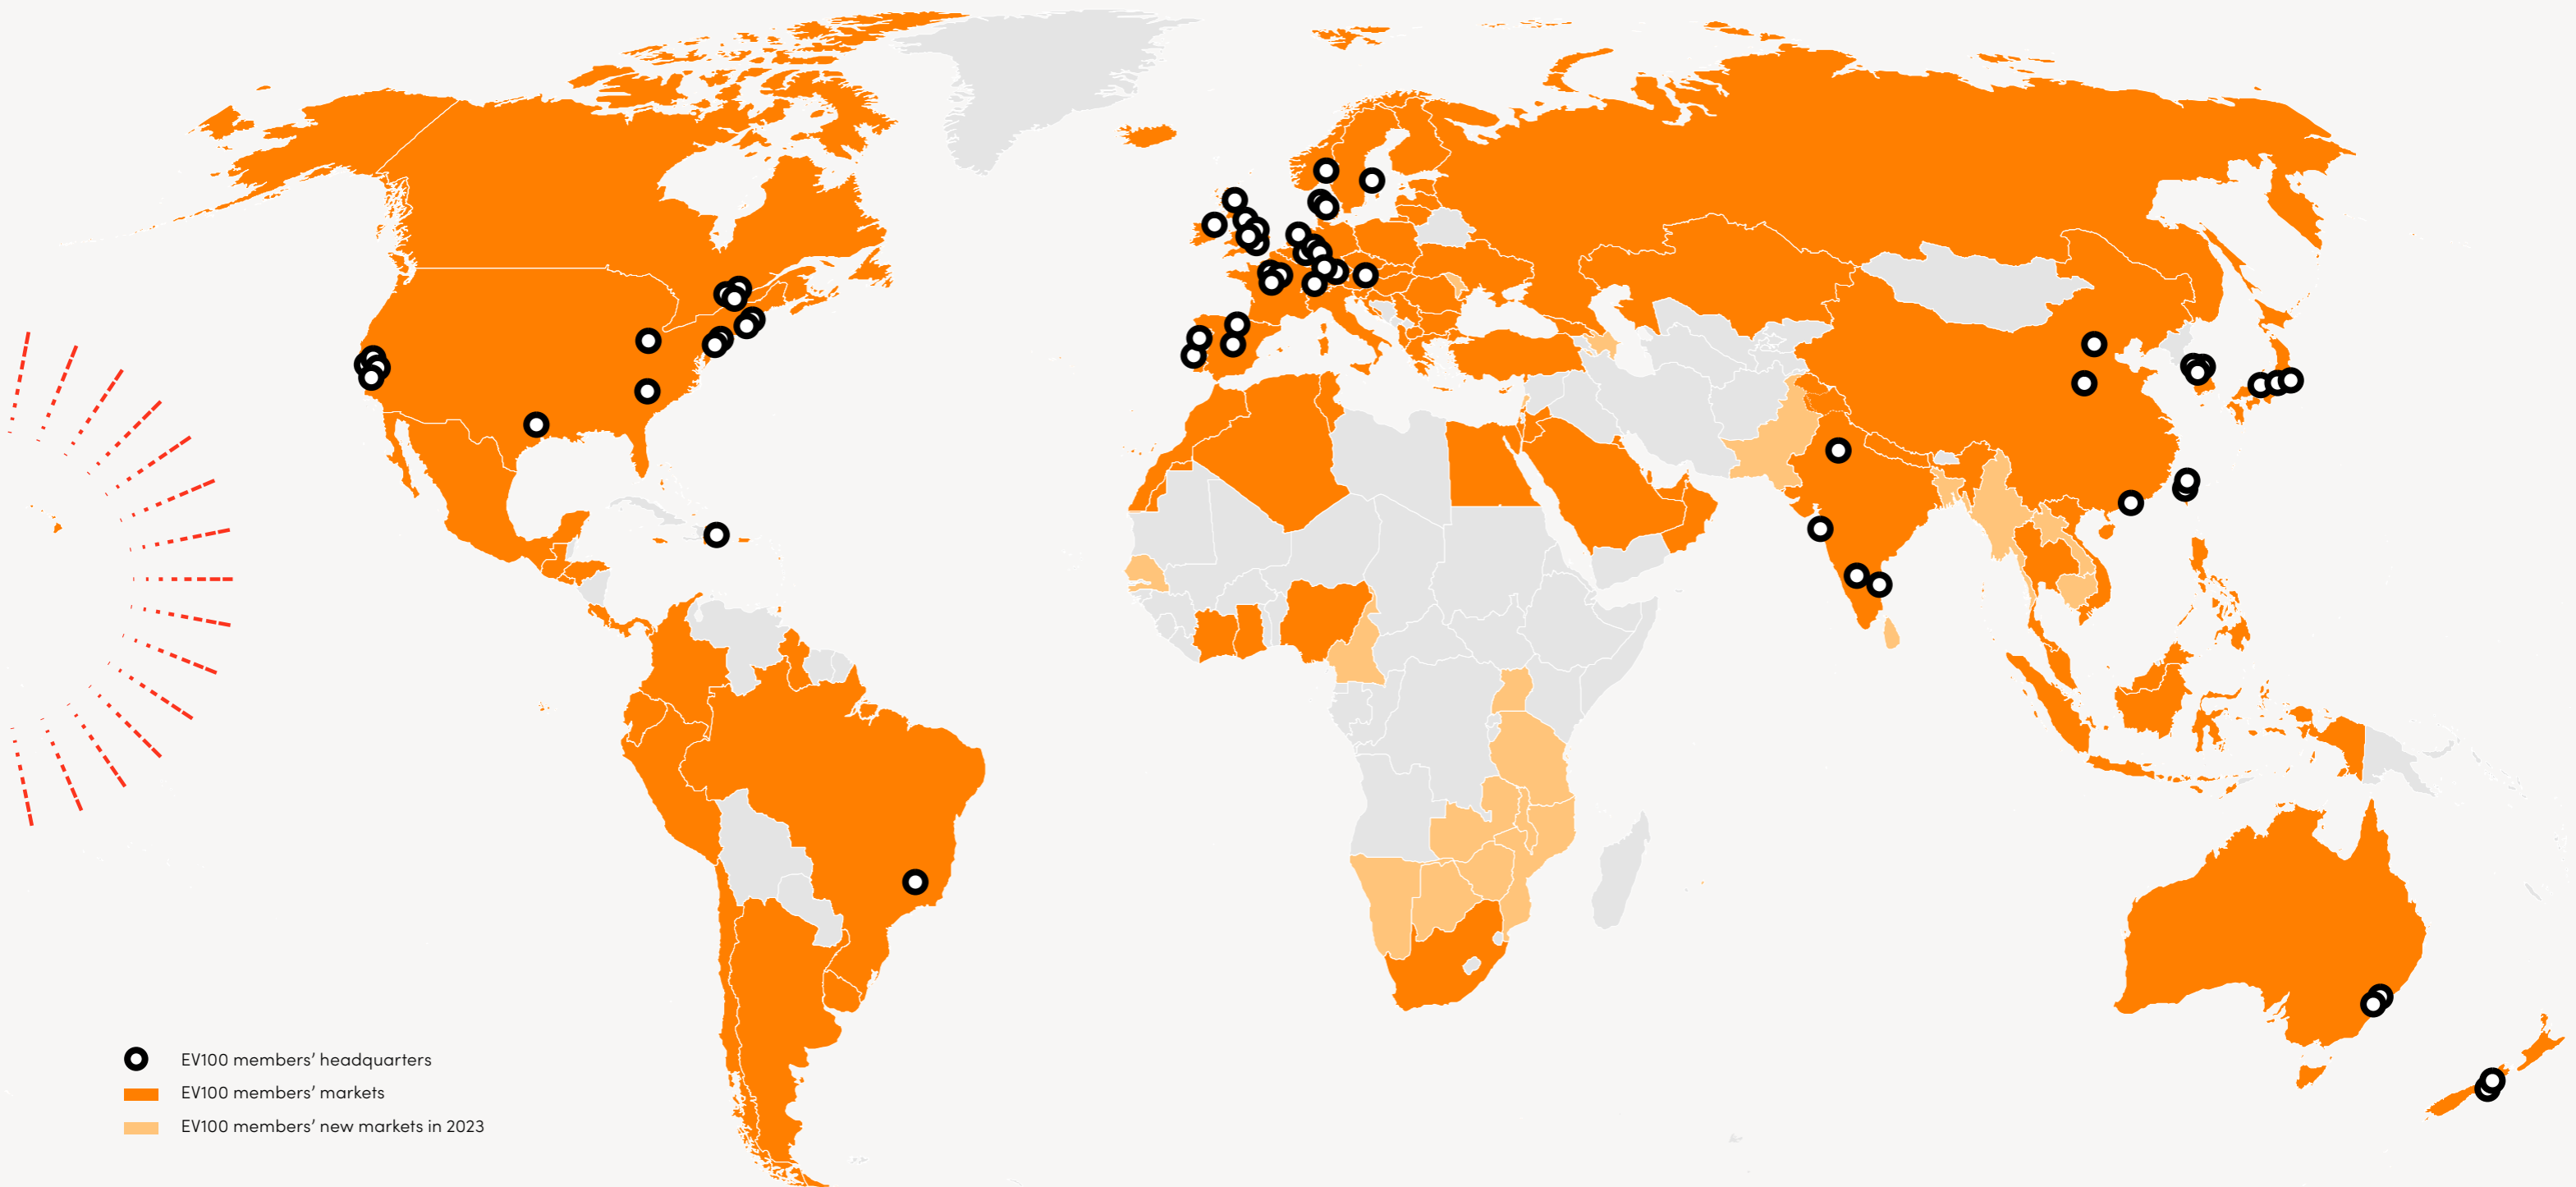 EV100 members’ headquarters
EV100 members’ markets
EV100 members’ new markets in 2023